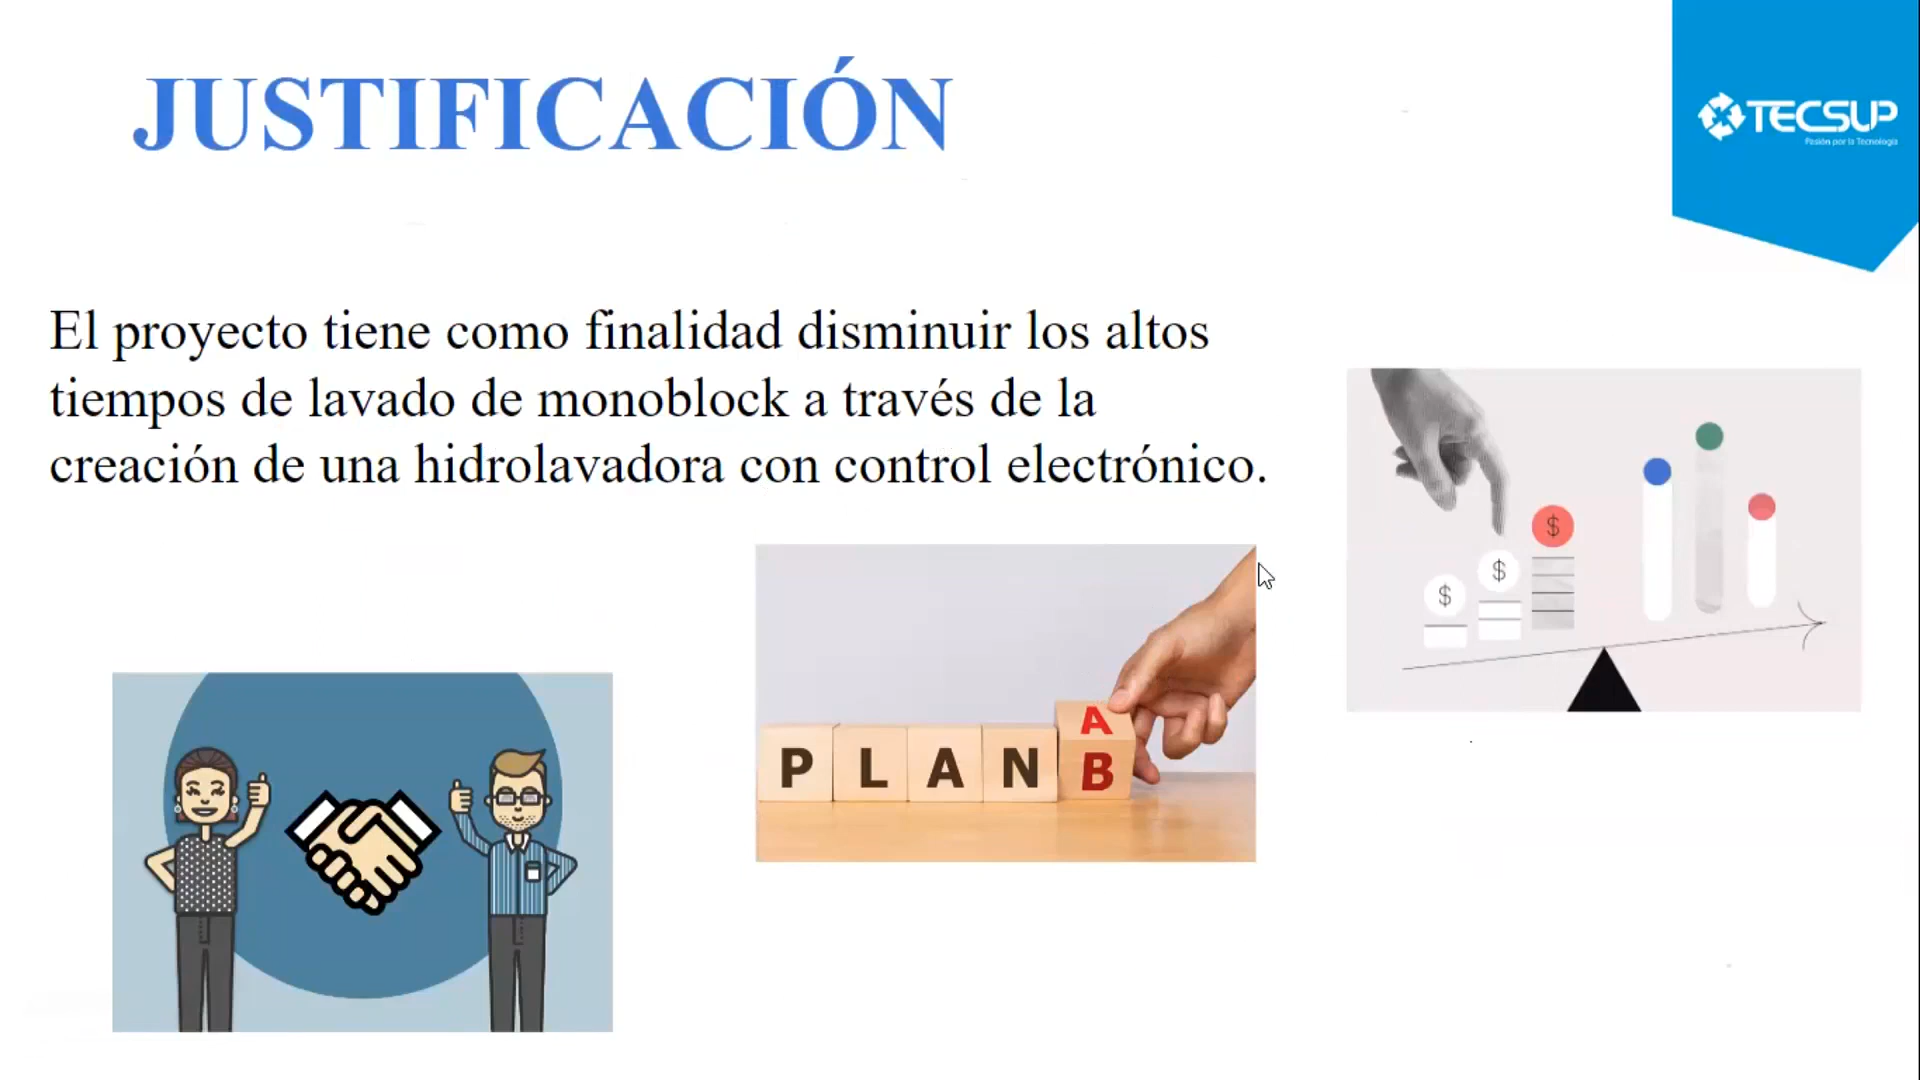 JUSTIFICACIÓN
TECSUP
Pasión por la Tecnología
El proyecto tiene como finalidad disminuir los altos
tiempos de lavado de monoblock a través de la
creación de una hidrolavadora con control electrónico.
$ $ $
A
PLAN B